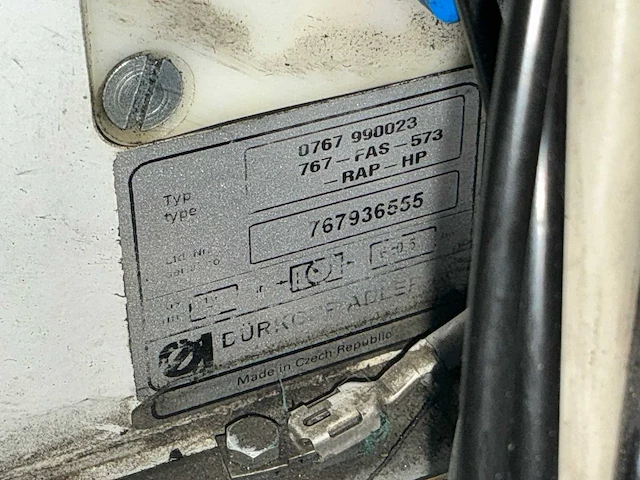 0767 990023
Typ 767-FAS-573
type -RAP-HP
767936555
DÜRKOPP ADLER
Made in Czech Republic